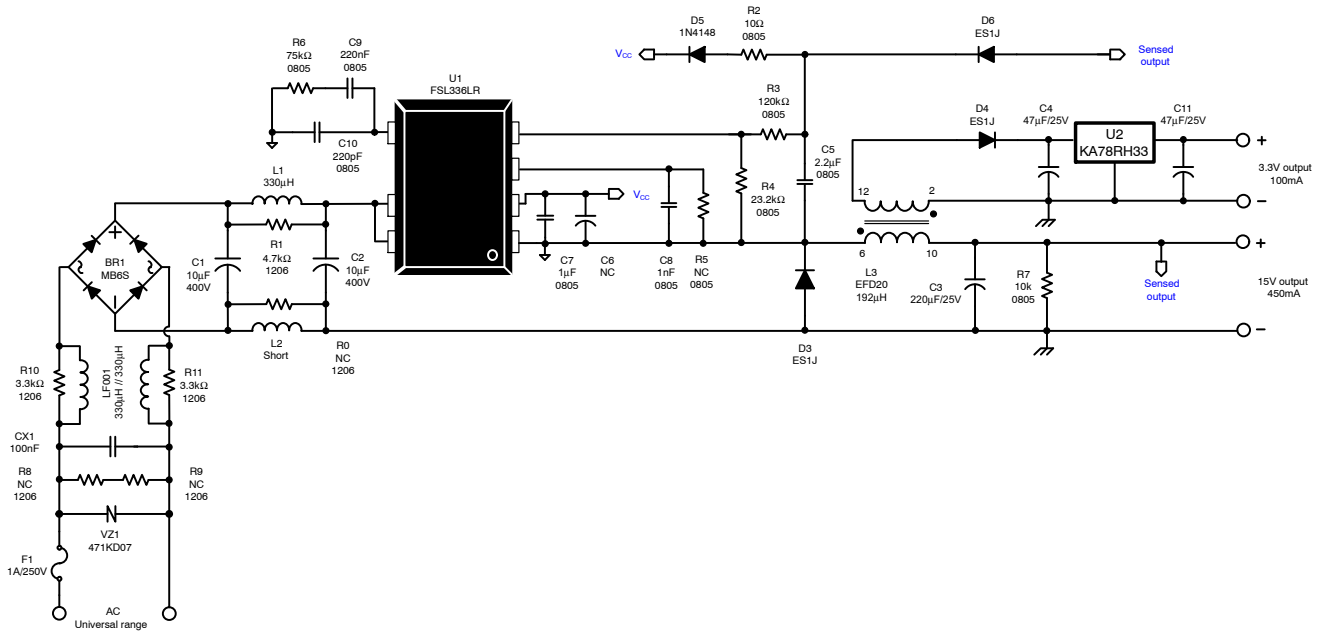 R2
10Ω
0805
D5
1N4148
D6
ES1J
VCC
Sensed
output
R6
75kΩ
0805
C9
220nF
0805
U1
FSL336LR
R3
120kΩ
0805
D4
ES1J
C4
47µF/25V
C11
47µF/25V
U2
KA78RH33
+
3.3V output
100mA
–
C10
220pF
0805
C5
2.2µF
0805
L1
330µH
R4
23.2kΩ
0805
12
2
VCC
+
BR1
MB6S
–
R1
4.7kΩ
1206
C1
10µF
400V
C2
10µF
400V
C7
1µF
0805
C6
NC
C8
1nF
0805
R5
NC
0805
6
10
L3
EFD20
192µH
C3
220µF/25V
R7
10k
0805
Sensed
output
+
15V output
450mA
–
L2
Short
R0
NC
1206
D3
ES1J
R10
3.3kΩ
1206
LF001
330µH // 330µH
R11
3.3kΩ
1206
CX1
100nF
R8
NC
1206
R9
NC
1206
VZ1
471KD07
F1
1A/250V
AC
Universal range